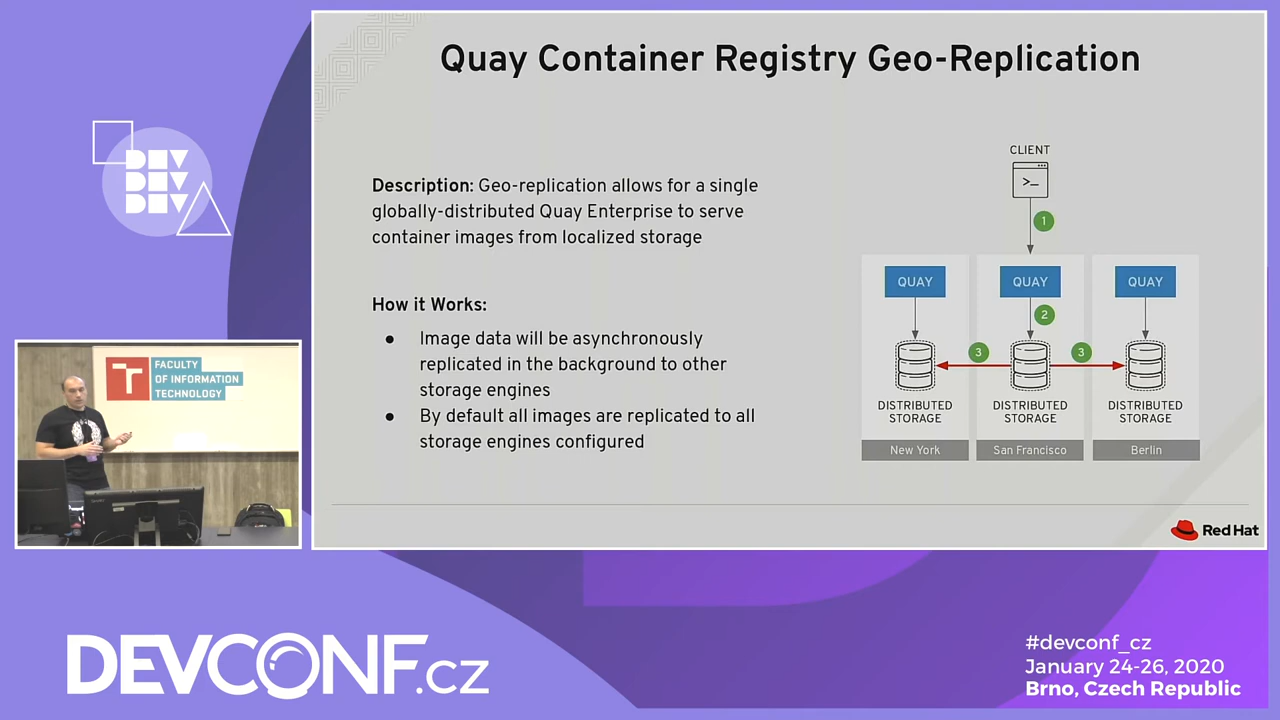 Quay Container Registry Geo-Replication
DEV
DEV
DEV
Description: Geo-replication allows for a single
globally-distributed Quay Enterprise to serve
container images from localized storage
How it Works:
● Image data will be asynchronously
replicated in the background to other
storage engines
● By default all images are replicated to all
storage engines configured
CLIENT
>_
1
QUAY
QUAY
QUAY
2
3
3
DISTRIBUTED
STORAGE
DISTRIBUTED
STORAGE
DISTRIBUTED
STORAGE
New York
San Francisco
Berlin
Red Hat
T
FACULTY
OF INFORMATION
TECHNOLOGY
DEVCONF.cz
#devconf_cz
January 24-26, 2020
Brno, Czech Republic